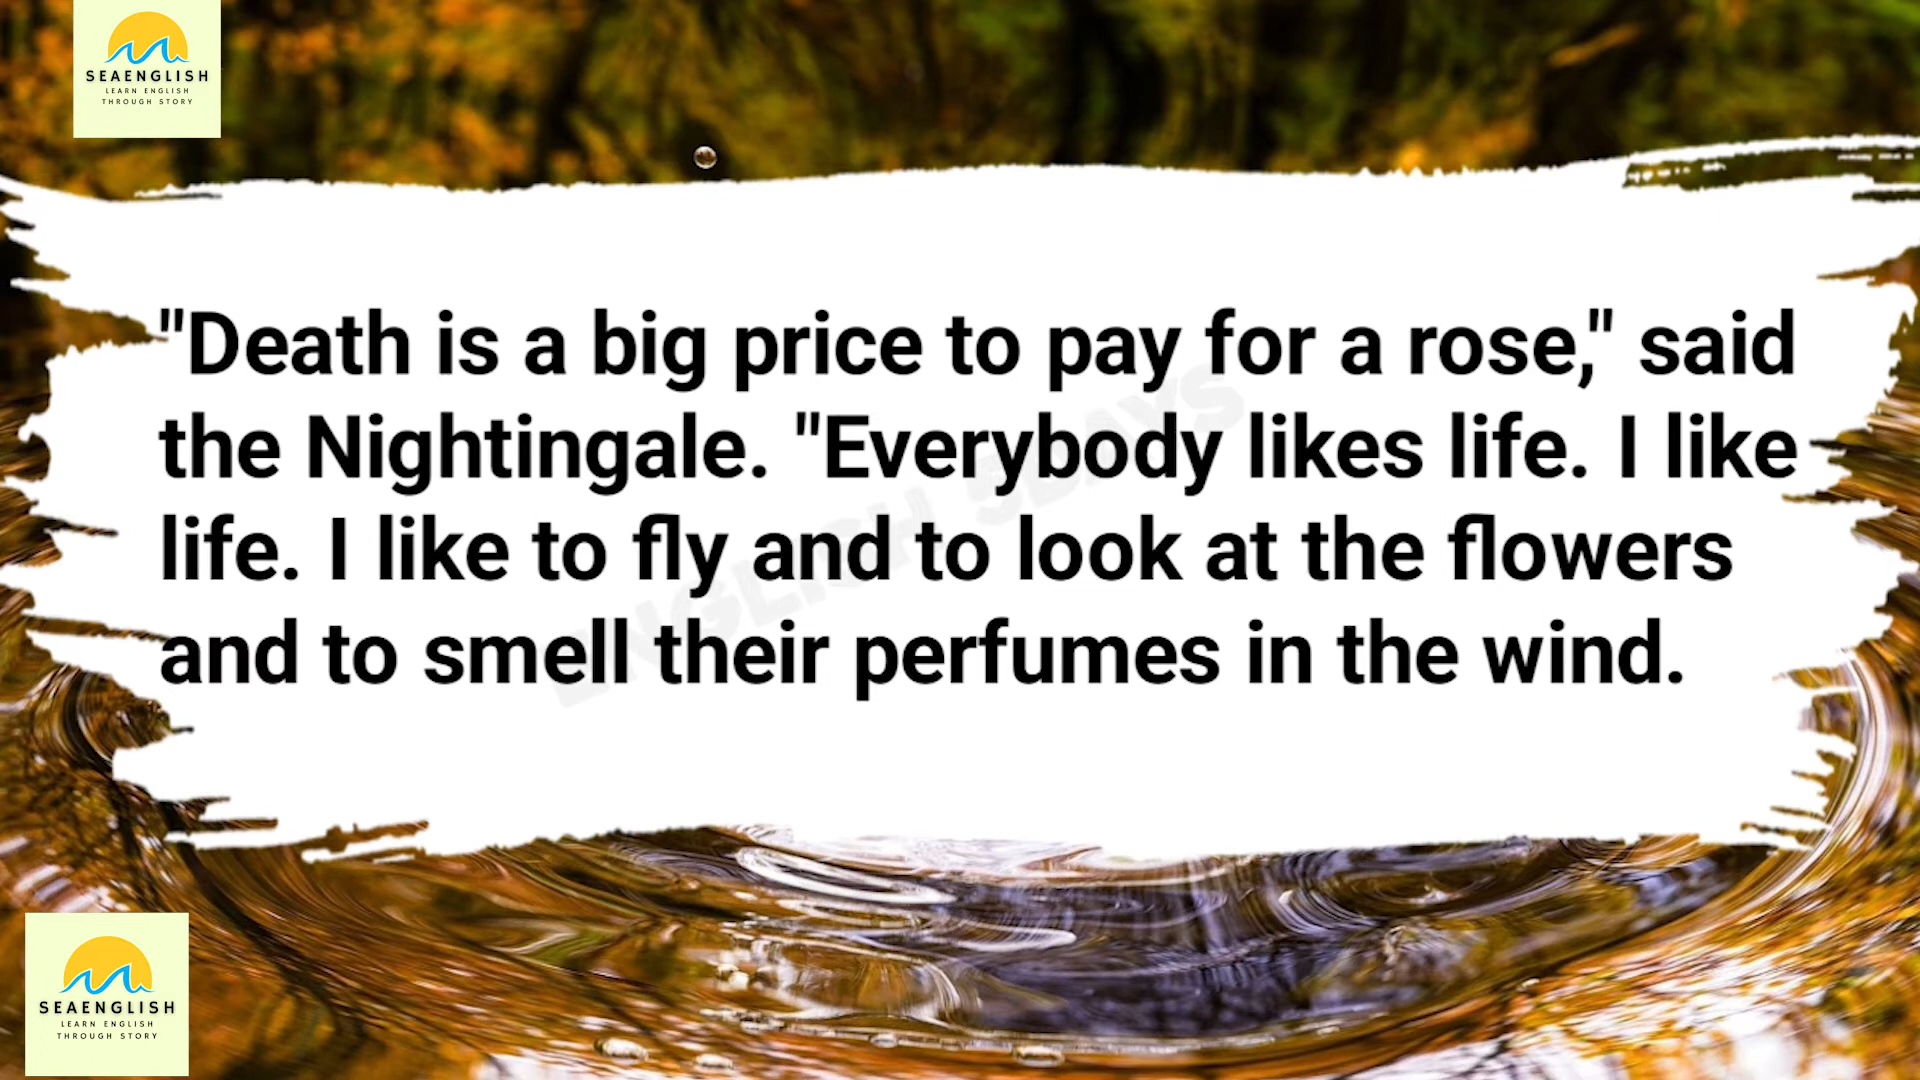 SEAENGLISH
LEARN ENGLISH
THROUGH STORY
"Death is a big price to pay for a rose," said
the Nightingale. "Everybody likes life. I like
life. I like to fly and to look at the flowers
and to smell their perfumes in the wind.
ENGLISH 5DAYS
SEAENGLISH
LEARN ENGLISH
THROUGH STORY